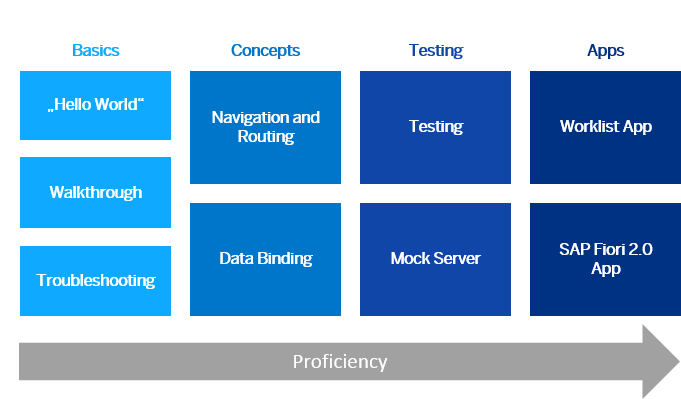 Basics
Concepts
Testing
Apps
„Hello World“
Walkthrough
Troubleshooting
Navigation and
Routing
Data Binding
Testing
Mock Server
Worklist App
SAP Fiori 2.0
App
Proficiency